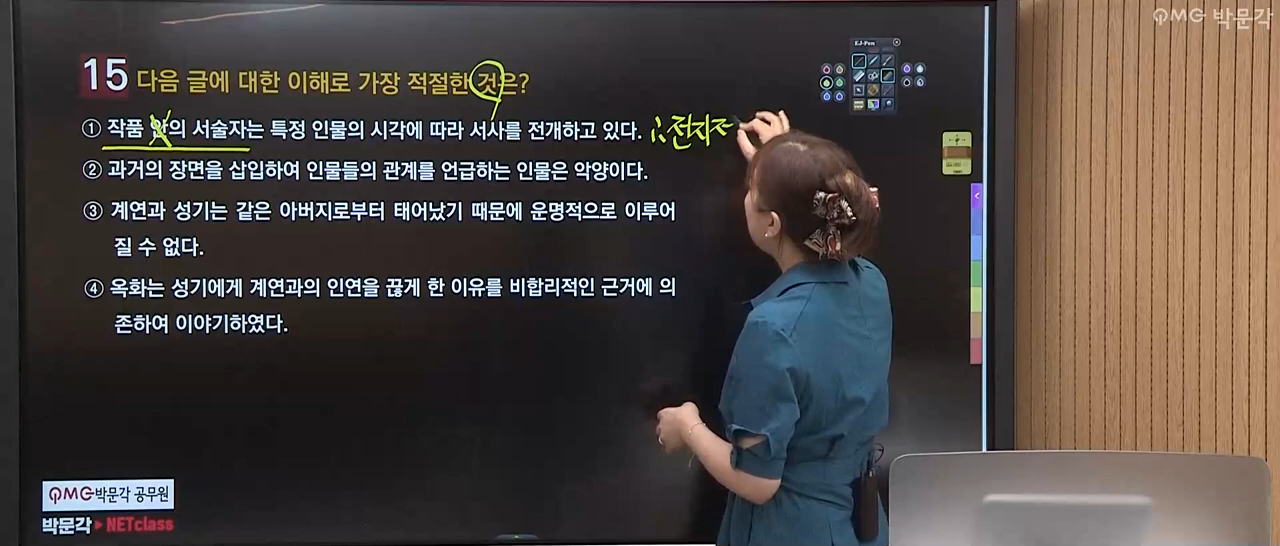 QMG 박문각
EJ-Pen
15 다음 글에 대한 이해로 가장 적절한 것은?
① 작품 안의 서술자는 특정 인물의 시각에 따라 서사를 전개하고 있다. ∴전지적
② 과거의 장면을 삽입하여 인물들의 관계를 언급하는 인물은 악양이다.
③ 계연과 성기는 같은 아버지로부터 태어났기 때문에 운명적으로 이루어
질 수 없다.
④ 옥화는 성기에게 계연과의 인연을 끊게 한 이유를 비합리적인 근거에 의
존하여 이야기하였다.
QMG박문각 공무원
박문각 ▸ NETclass